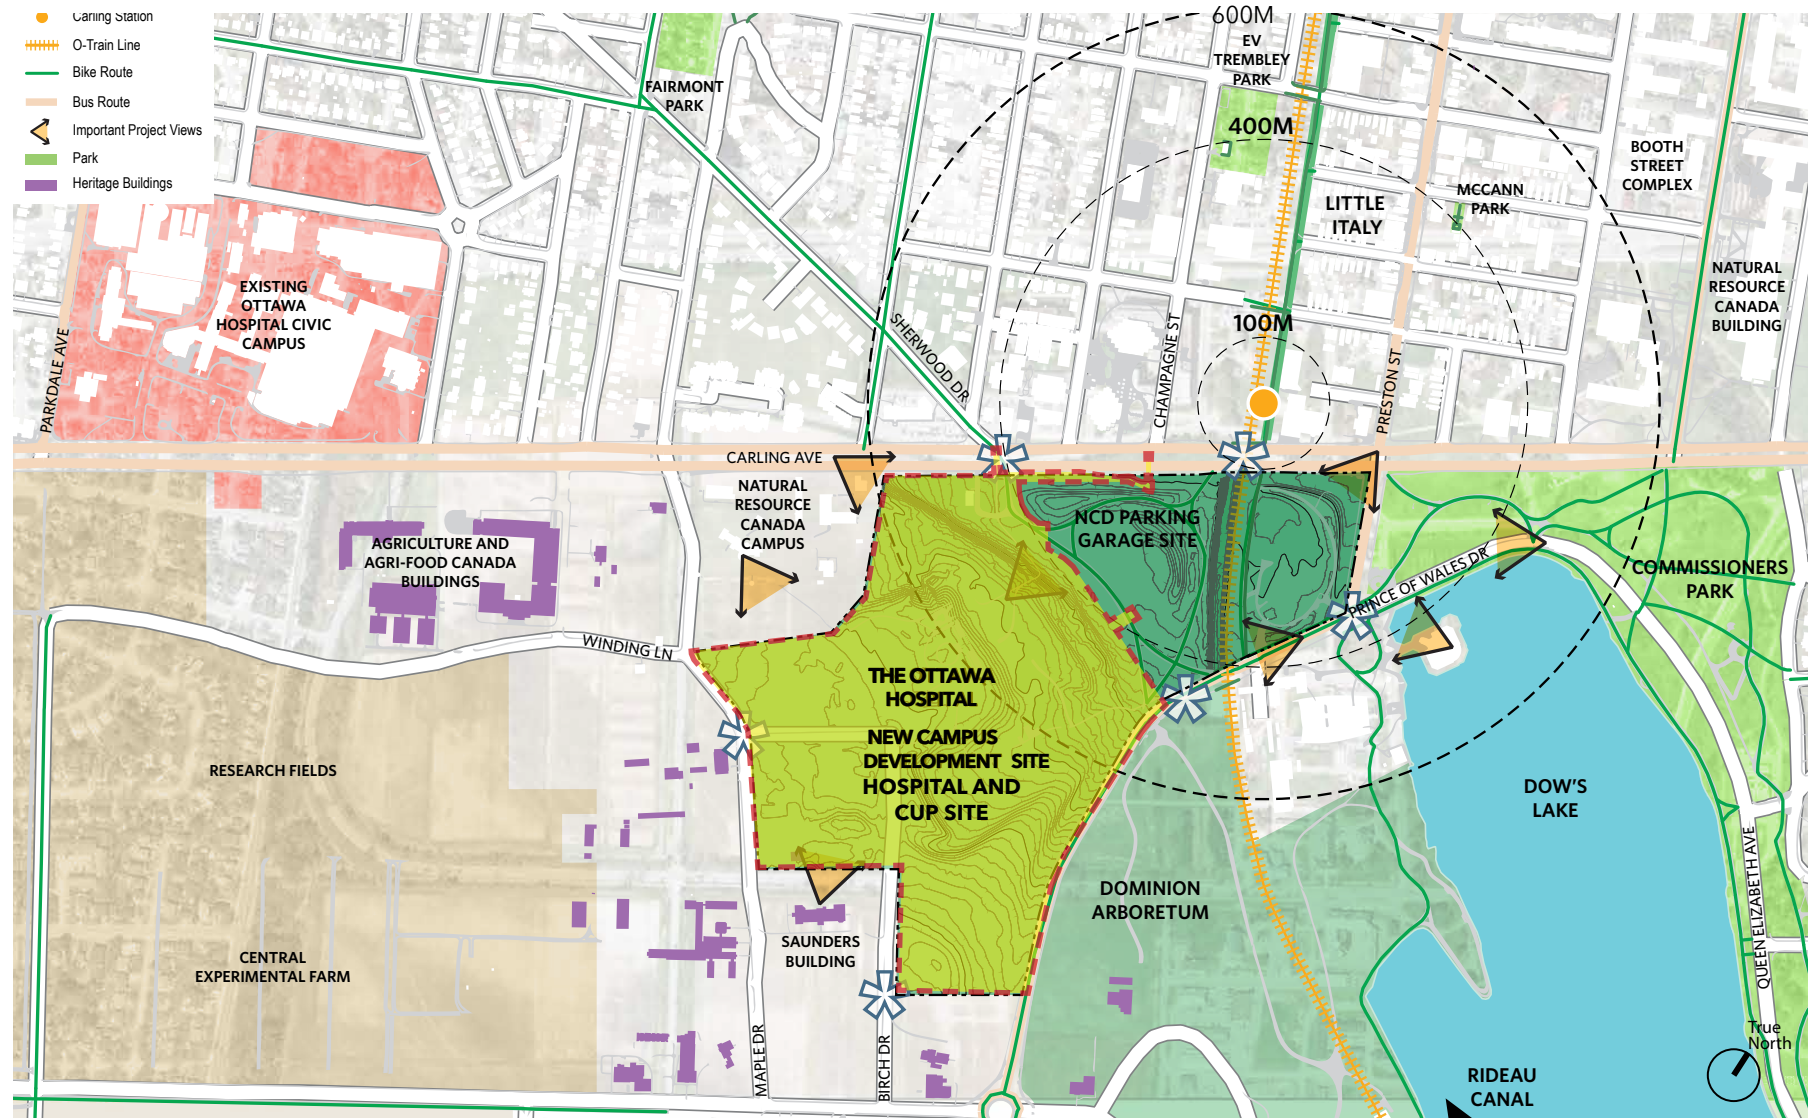 Carling Station
O-Train Line
Bike Route
Bus Route
Important Project Views
Park
Heritage Buildings
FAIRMONT
PARK
600M
EV
TREMBLEY
PARK
400M
BOOTH
STREET
COMPLEX
MCCANN
PARK
LITTLE
ITALY
NATURAL
RESOURCE
CANADA
BUILDING
EXISTING
OTTAWA
HOSPITAL CIVIC
CAMPUS
PARKDALE AVE
SHERWOOD DR
CHAMPAGNE ST
100M
PRESTON ST
CARLING AVE
NATURAL
RESOURCE
CANADA
CAMPUS
NCD PARKING
GARAGE SITE
AGRICULTURE AND
AGRI-FOOD CANADA
BUILDINGS
PRINCE OF WALES DR
COMMISSIONERS
PARK
WINDING LN
THE OTTAWA
HOSPITAL
NEW CAMPUS
DEVELOPMENT SITE
HOSPITAL AND
CUP SITE
RESEARCH FIELDS
DOW'S
LAKE
DOMINION
ARBORETUM
QUEEN ELIZABETH AVE
SAUNDERS
BUILDING
CENTRAL
EXPERIMENTAL FARM
MAPLE DR
BIRCH DR
True
North
RIDEAU
CANAL